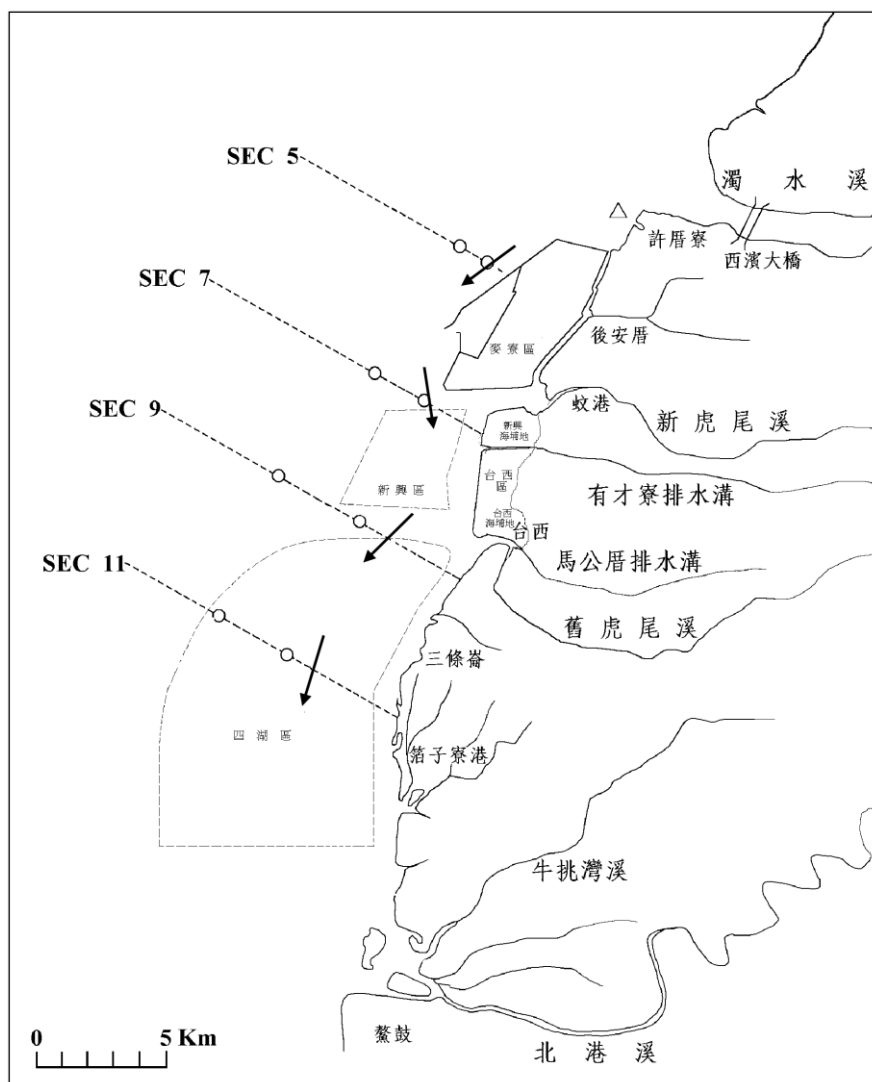 SEC 5
濁水溪
許厝寮
西濱大橋
SEC 7
麥寮區
後安厝
SEC 9
蚊港
新虎尾溪
新興
海埔地
新興區
台西
區
有才寮排水溝
台西
海埔地
台西
馬公厝排水溝
SEC 11
舊虎尾溪
三條崙
四湖區
箔子寮港
牛挑灣溪
0 5 Km
鰲鼓
北港溪